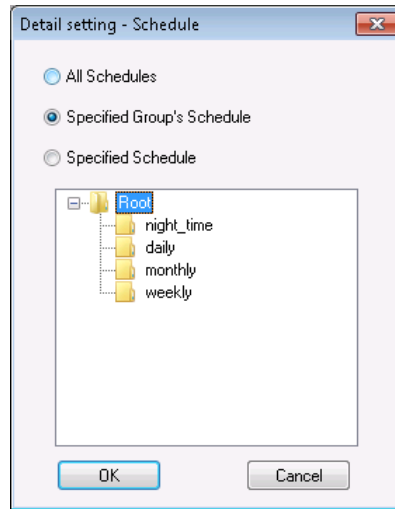 Detail setting - Schedule
All Schedules
Specified Group's Schedule
Specified Schedule
Root
night_time
daily
monthly
weekly
OK
Cancel